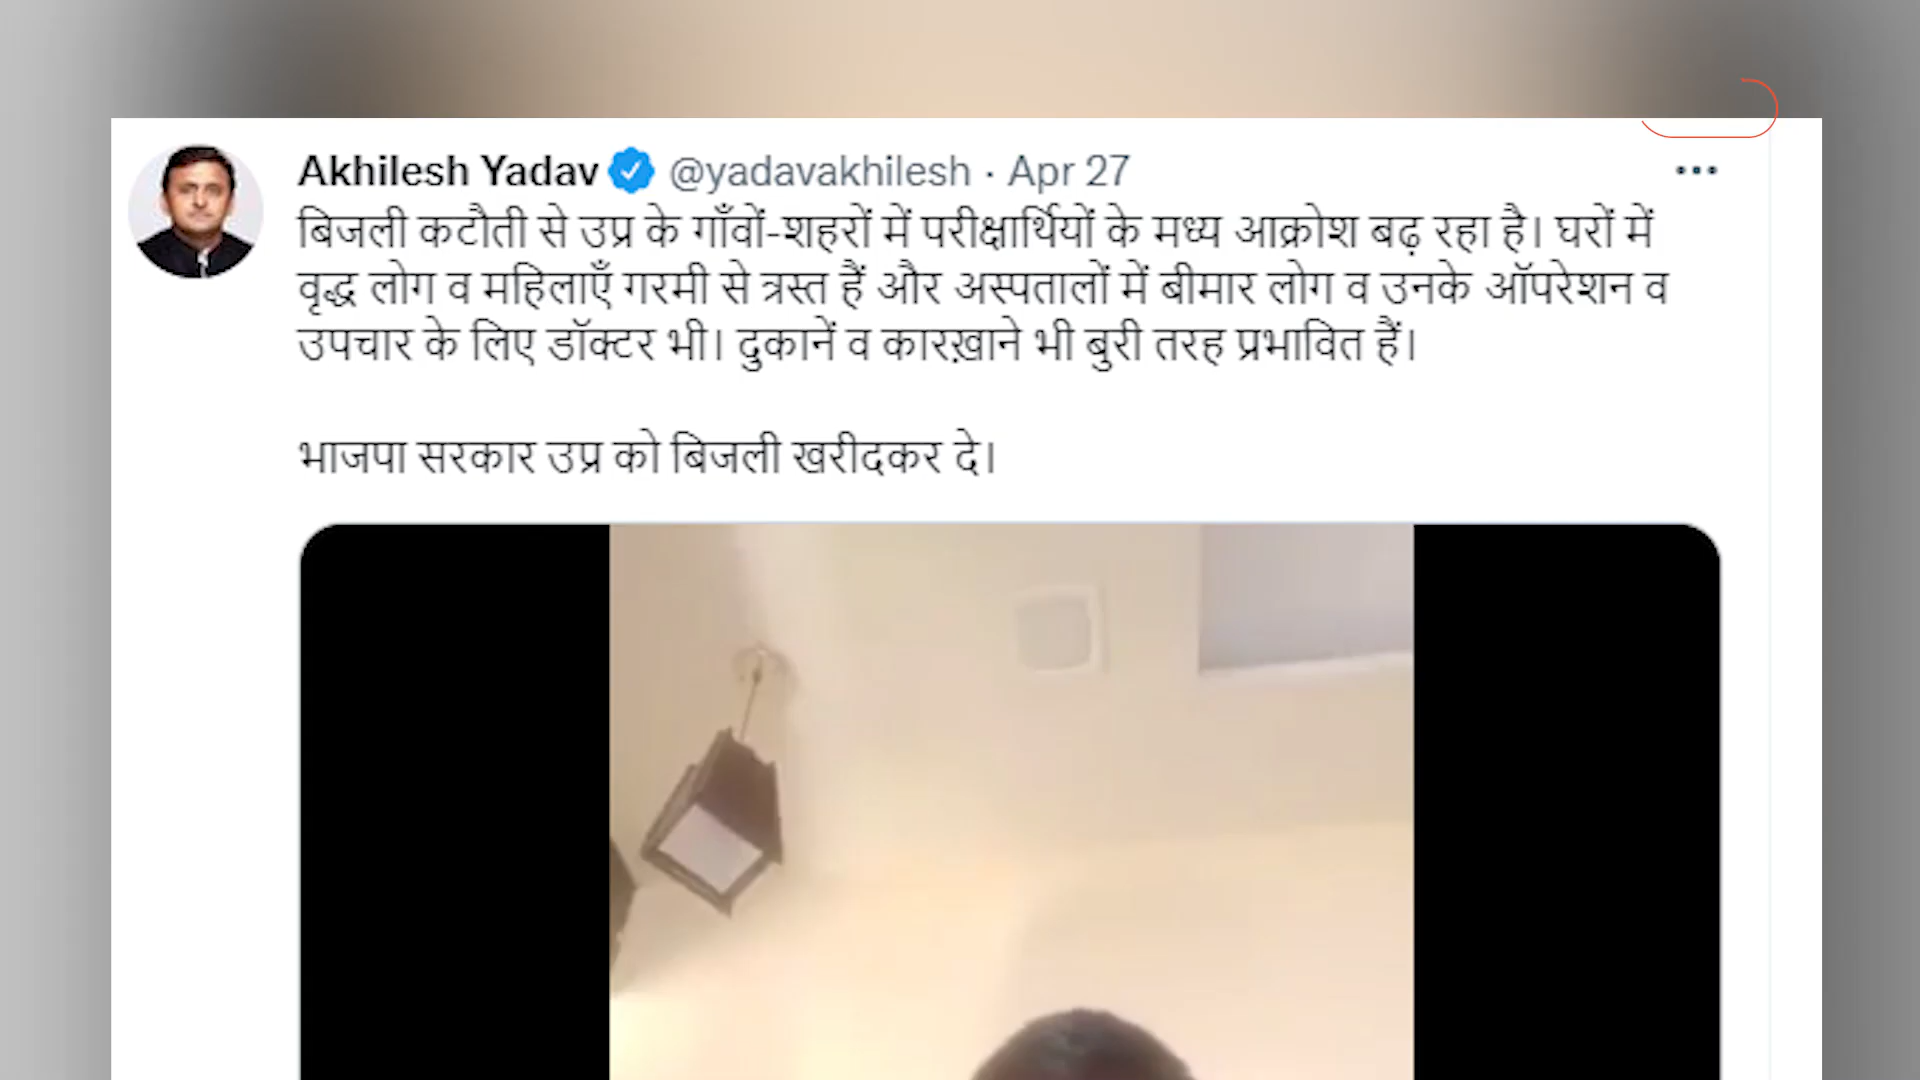 Akhilesh Yadav @yadavakhilesh · Apr 27
बिजली कटौती से उप्र के गाँवों-शहरों में परीक्षार्थियों के मध्य आक्रोश बढ़ रहा है। घरों में
वृद्ध लोग व महिलाएँ गरमी से त्रस्त हैं और अस्पतालों में बीमार लोग व उनके ऑपरेशन व
उपचार के लिए डॉक्टर भी। दुकानें व कारख़ाने भी बुरी तरह प्रभावित हैं।
भाजपा सरकार उप्र को बिजली खरीदकर दे।